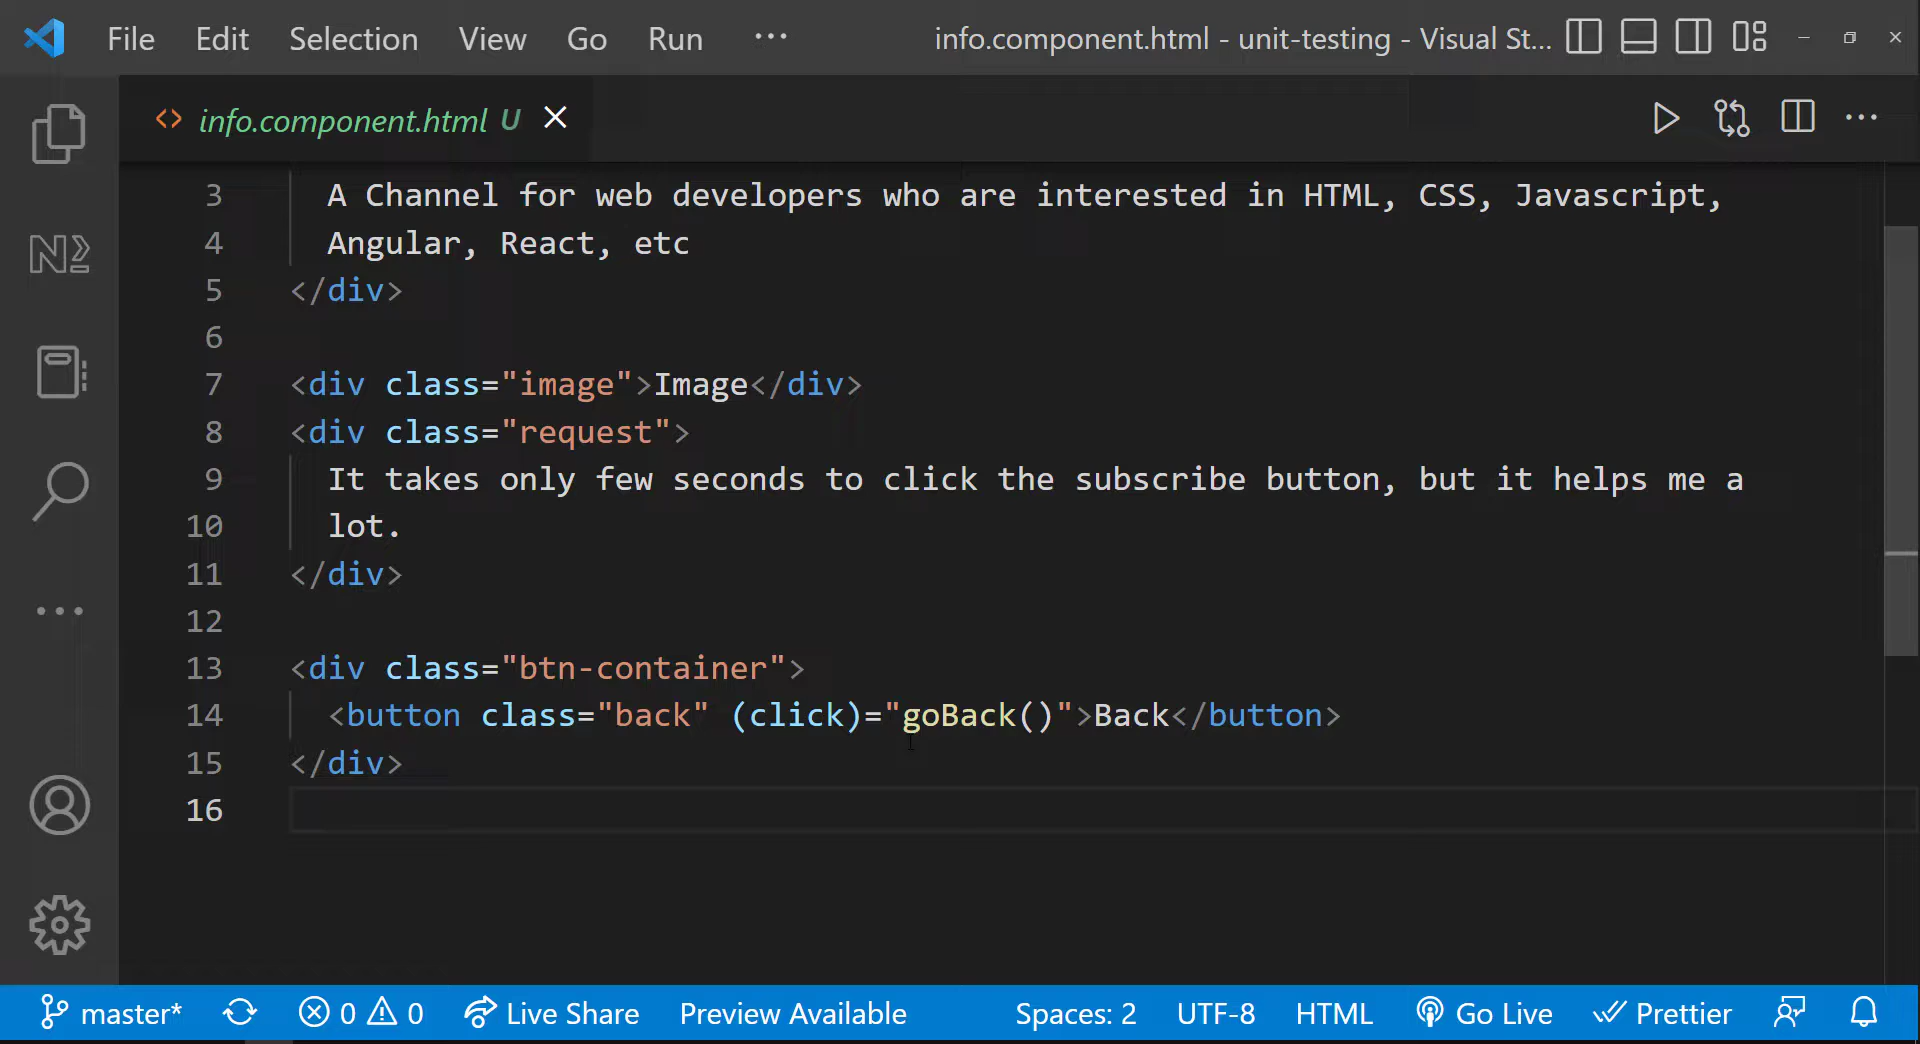 File Edit Selection View Go Run ··· info.component.html - unit-testing - Visual St...
<> info.component.html U
3 A Channel for web developers who are interested in HTML, CSS, Javascript,
4 Angular, React, etc
5 </div>
6
7 <div class="image">Image</div>
8 <div class="request">
9 It takes only few seconds to click the subscribe button, but it helps me a
10 lot.
11 </div>
12
13 <div class="btn-container">
14 <button class="back" (click)="goBack()">Back</button>
15 </div>
16
master* 0 0 Live Share Preview Available Spaces: 2 UTF-8 HTML Go Live Prettier